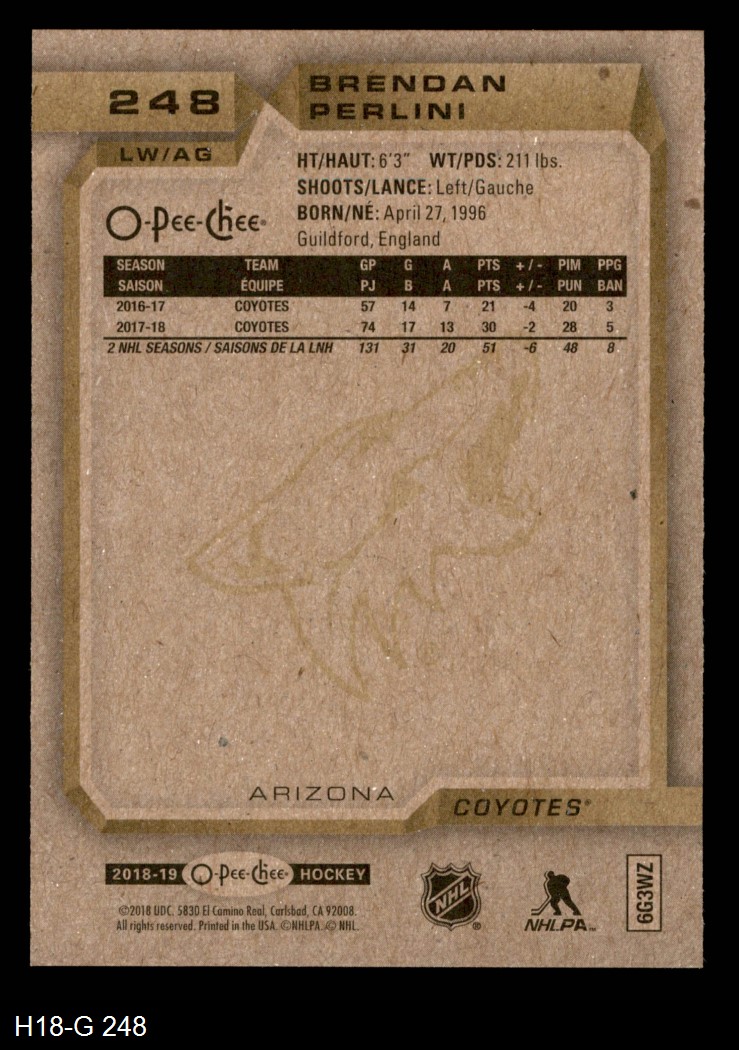 248
BRENDAN
PERLINI
LW/AG
HT/HAUT: 6'3" WT/PDS: 211 lbs.
SHOOTS/LANCE: Left/Gauche
BORN/NÉ: April 27, 1996
Guildford, England
O-Pee-Chee®
SEASON TEAM GP G A PTS +/- PIM PPG
SAISON ÉQUIPE PJ B A PTS +/- PUN BAN
2016-17 COYOTES 57 14 7 21 -4 20 3
2017-18 COYOTES 74 17 13 30 -2 28 5
2 NHL SEASONS / SAISONS DE LA LNH 131 31 20 51 -6 48 8
®
ARIZONA
COYOTES®
2018-19 O-Pee-Chee® HOCKEY
©2018 UDC. 5830 El Camino Real, Carlsbad, CA 92008.
All rights reserved. Printed in the USA. ©NHLPA. © NHL.
NHL ®
NHLPA™
6G3WZ
H18-G 248